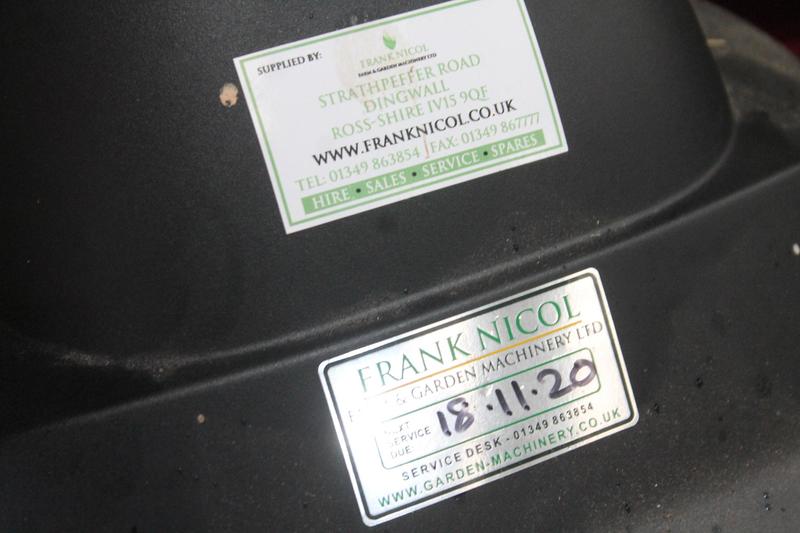 SUPPLIED BY:
FRANK NICOL
FARM & GARDEN MACHINERY LTD
STRATHPEFFER ROAD
DINGWALL
ROSS-SHIRE IV15 9QF
WWW.FRANKNICOL.CO.UK
TEL: 01349 863854 FAX: 01349 867777
HIRE • SALES • SERVICE • SPARES
FRANK NICOL
& GARDEN MACHINERY LTD
NEXT
SERVICE
DUE:
18.11.20
SERVICE DESK - 01349 863854
WWW.GARDEN-MACHINERY.CO.UK